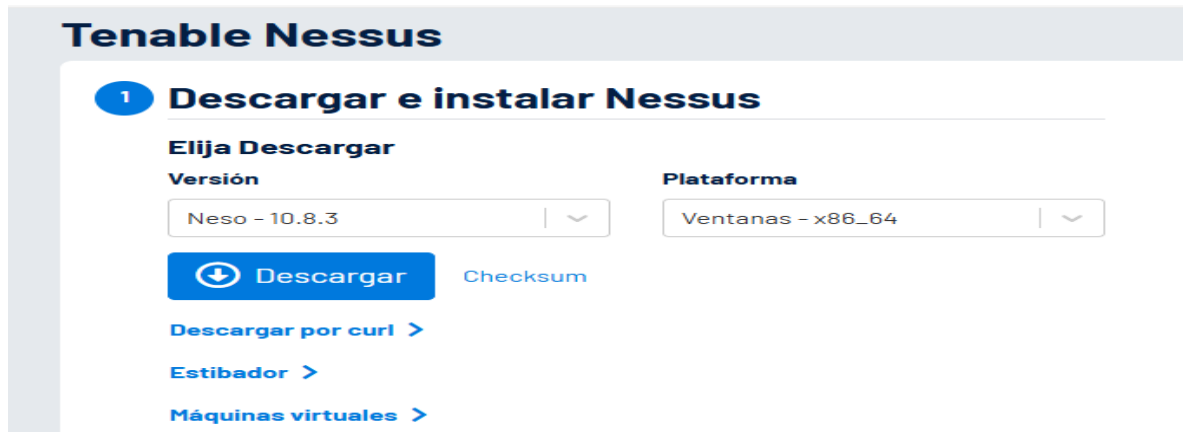 Tenable Nessus
1 Descargar e instalar Nessus
Elija Descargar
Versión Plataforma
Neso - 10.8.3 Ventanas - x86_64
Descargar Checksum
Descargar por curl >
Estibador >
Máquinas virtuales >